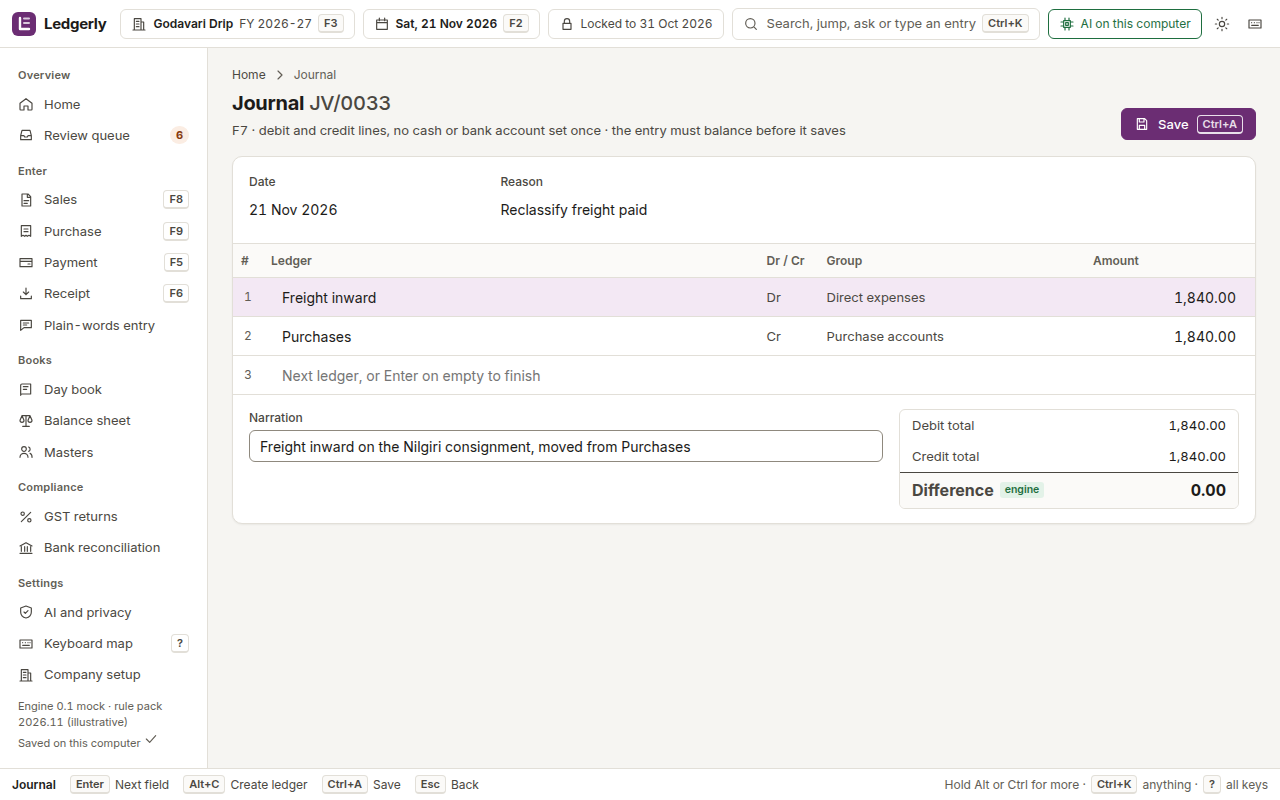 Ledgerly
Godavari Drip FY 2026-27 F3
Sat, 21 Nov 2026 F2
Locked to 31 Oct 2026
Search, jump, ask or type an entry Ctrl+K
AI on this computer
Overview
Home
Review queue 6
Enter
Sales F8
Purchase F9
Payment F5
Receipt F6
Plain-words entry
Books
Day book
Balance sheet
Masters
Compliance
GST returns
Bank reconciliation
Settings
AI and privacy
Keyboard map ?
Company setup
Engine 0.1 mock · rule pack
2026.11 (illustrative)
Saved on this computer
Home Journal
Journal JV/0033
F7 · debit and credit lines, no cash or bank account set once · the entry must balance before it saves
Save Ctrl+A
Date Reason
21 Nov 2026 Reclassify freight paid
# Ledger Dr / Cr Group Amount
1 Freight inward Dr Direct expenses 1,840.00
2 Purchases Cr Purchase accounts 1,840.00
3 Next ledger, or Enter on empty to finish
Narration
Freight inward on the Nilgiri consignment, moved from Purchases
Debit total 1,840.00
Credit total 1,840.00
Difference engine 0.00
Journal Enter Next field Alt+C Create ledger Ctrl+A Save Esc Back
Hold Alt or Ctrl for more · Ctrl+K anything · ? all keys